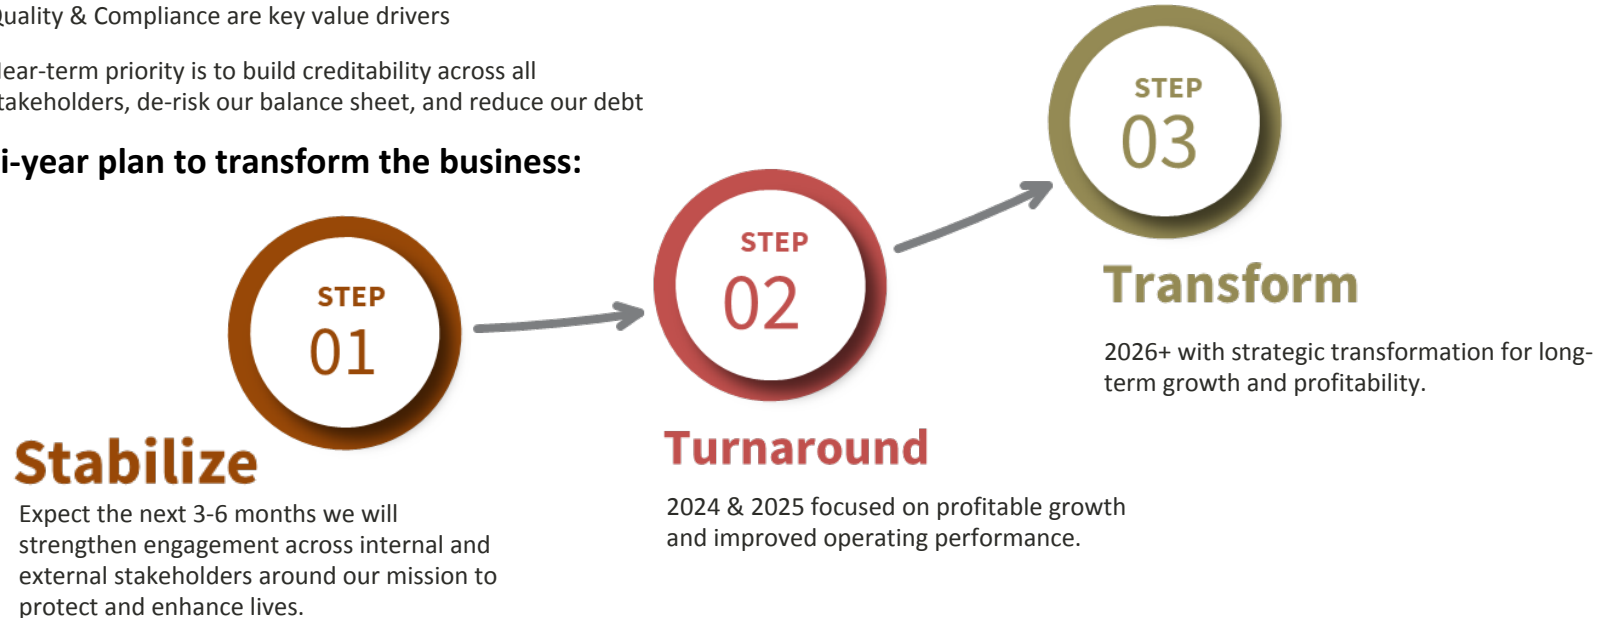 Quality & Compliance are key value drivers
Near-term priority is to build creditability across all
stakeholders, de-risk our balance sheet, and reduce our debt
i-year plan to transform the business:
STEP
01
Stabilize
Expect the next 3-6 months we will
strengthen engagement across internal and
external stakeholders around our mission to
protect and enhance lives.
STEP
02
Turnaround
2024 & 2025 focused on profitable growth
and improved operating performance.
STEP
03
Transform
2026+ with strategic transformation for long-
term growth and profitability.